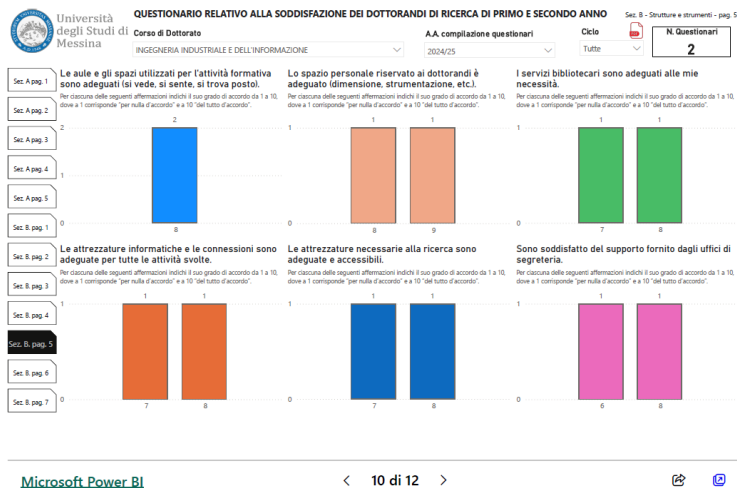 Università
degli Studi di
Messina
QUESTIONARIO RELATIVO ALLA SODDISFAZIONE DEI DOTTORANDI DI RICERCA DI PRIMO E SECONDO ANNO
Sez. B - Strutture e strumenti – pag. 5
Corso di Dottorato
INGEGNERIA INDUSTRIALE E DELL'INFORMAZIONE
A.A. compilazione questionari
2024/25
Ciclo
Tutte
N. Questionari
2
Sez. A pag. 1
Sez. A pag. 2
Sez. A pag. 3
Sez. A pag. 4
Sez. A pag. 5
Sez. B. pag. 1
Sez. B. pag. 2
Sez. B. pag. 3
Sez. B. pag. 4
Sez. B. pag. 5
Sez. B. pag. 6
Sez. B. pag. 7
Le aule e gli spazi utilizzati per l'attività formativa
sono adeguati (si vede, si sente, si trova posto).
Per ciascuna delle seguenti affermazioni indichi il suo grado di accordo da 1 a 10,
dove a 1 corrisponde "per nulla d'accordo" e a 10 "del tutto d'accordo".
2
2
1
0
8
Lo spazio personale riservato ai dottorandi è
adeguato (dimensione, strumentazione, etc.).
Per ciascuna delle seguenti affermazioni indichi il suo grado di accordo da 1 a 10,
dove a 1 corrisponde "per nulla d'accordo" e a 10 "del tutto d'accordo".
1 1
1
0
8 9
I servizi bibliotecari sono adeguati alle mie
necessità.
Per ciascuna delle seguenti affermazioni indichi il suo grado di accordo da 1 a 10,
dove a 1 corrisponde "per nulla d'accordo" e a 10 "del tutto d'accordo".
1 1
1
0
7 8
Le attrezzature informatiche e le connessioni sono
adeguate per tutte le attività svolte.
Per ciascuna delle seguenti affermazioni indichi il suo grado di accordo da 1 a 10,
dove a 1 corrisponde "per nulla d'accordo" e a 10 "del tutto d'accordo".
1 1
1
0
7 8
Le attrezzature necessarie alla ricerca sono
adeguate e accessibili.
Per ciascuna delle seguenti affermazioni indichi il suo grado di accordo da 1 a 10,
dove a 1 corrisponde "per nulla d'accordo" e a 10 "del tutto d'accordo".
1 1
1
0
7 8
Sono soddisfatto del supporto fornito dagli uffici di
segreteria.
Per ciascuna delle seguenti affermazioni indichi il suo grado di accordo da 1 a 10,
dove a 1 corrisponde "per nulla d'accordo" e a 10 "del tutto d'accordo".
1 1
1
0
6 8
Microsoft Power BI
10 di 12